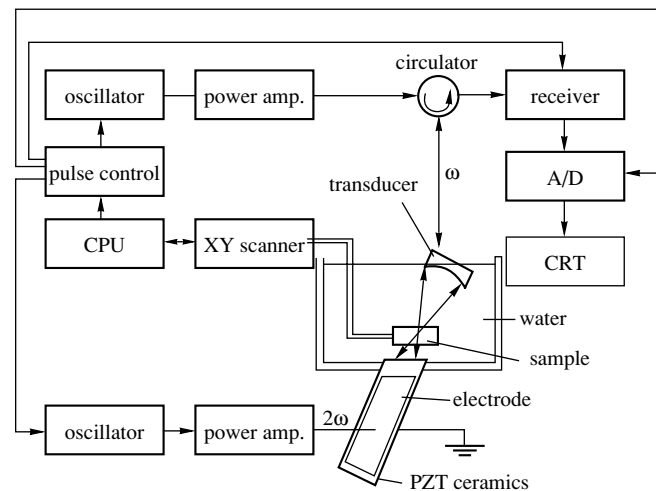 circulator
oscillator
power amp.
receiver
pulse control
transducer
ω
A/D
CPU
XY scanner
CRT
water
sample
electrode
2ω
oscillator
power amp.
PZT ceramics